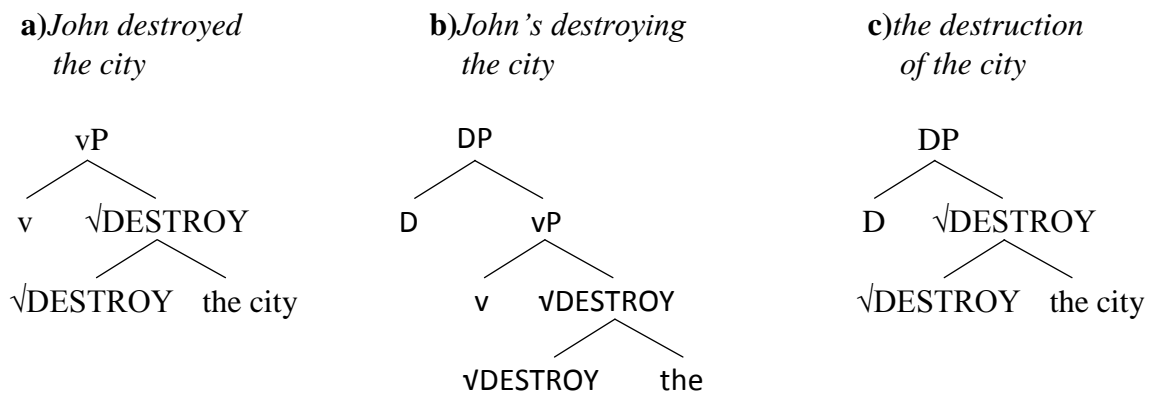 a)John destroyed
the city
b)John's destroying
the city
c)the destruction
of the city
vP
v √DESTROY
√DESTROY the city
DP
D vP
v √DESTROY
√DESTROY the
DP
D √DESTROY
√DESTROY the city